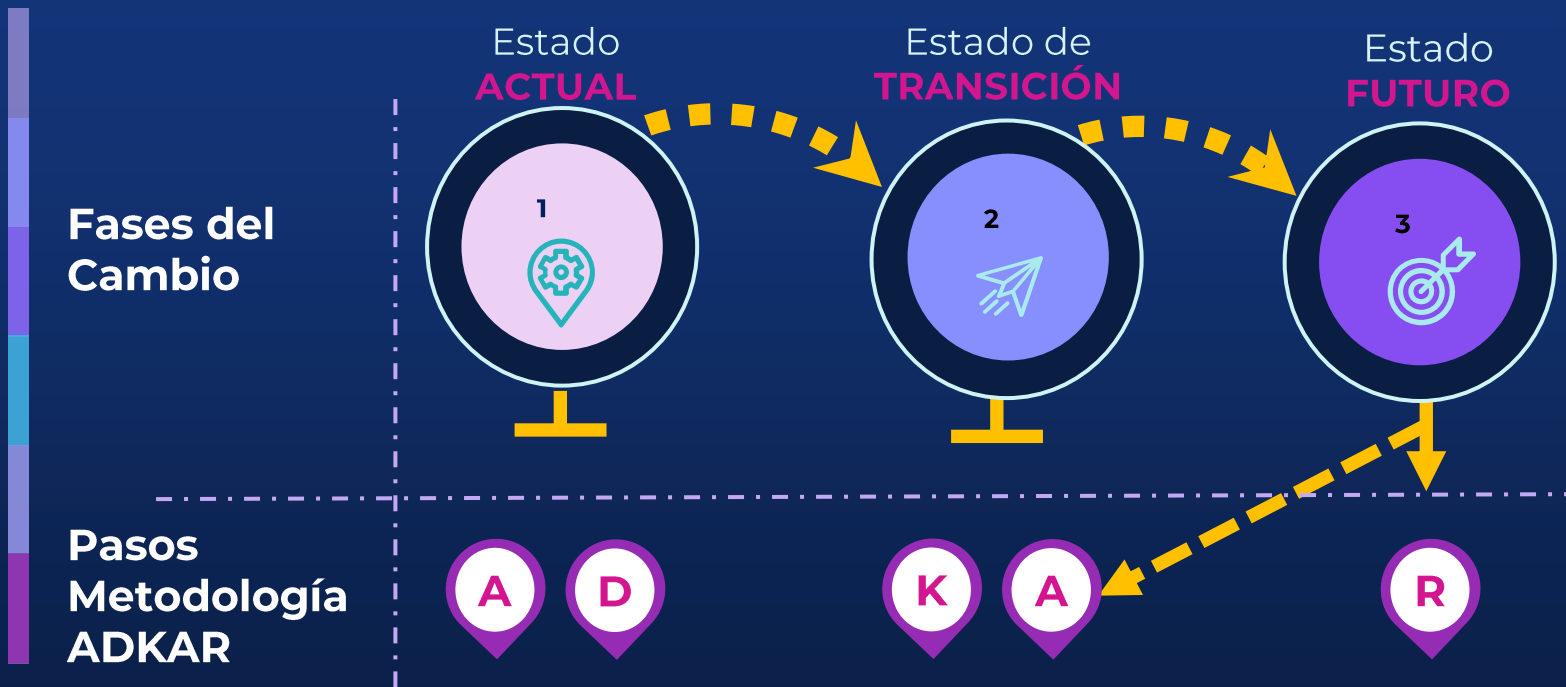 Estado
ACTUAL
Estado de
TRANSICIÓN
Estado
FUTURO
1
2
3
Fases del
Cambio
Pasos
Metodología
ADKAR
A D K A R